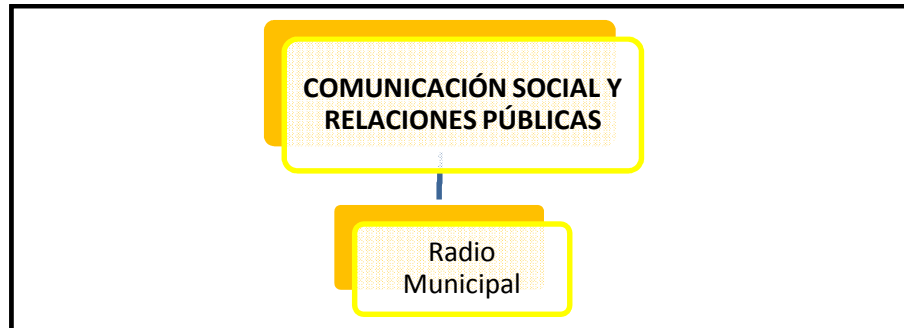 COMUNICACIÓN SOCIAL Y
RELACIONES PÚBLICAS
Radio
Municipal